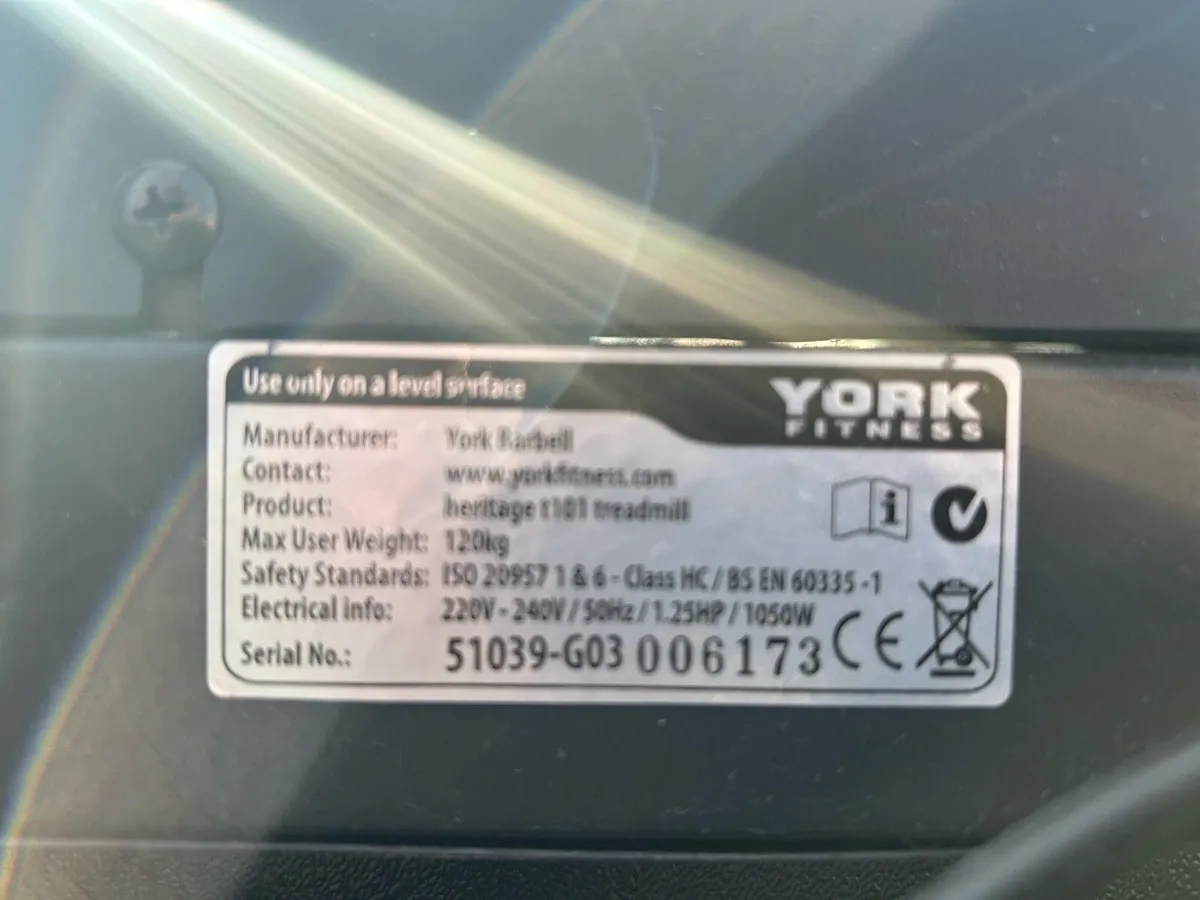 Use only on a level surface
YORK
FITNESS
Manufacturer: York Barbell
Contact: www.yorkfitness.com
Product: heritage t101 treadmill
Max User Weight: 120kg
Safety Standards: ISO 20957 1 & 6 - Class HC / BS EN 60335 -1
Electrical info: 220V - 240V / 50Hz / 1.25HP / 1050W
Serial No.: 51039-G03 006173
CE